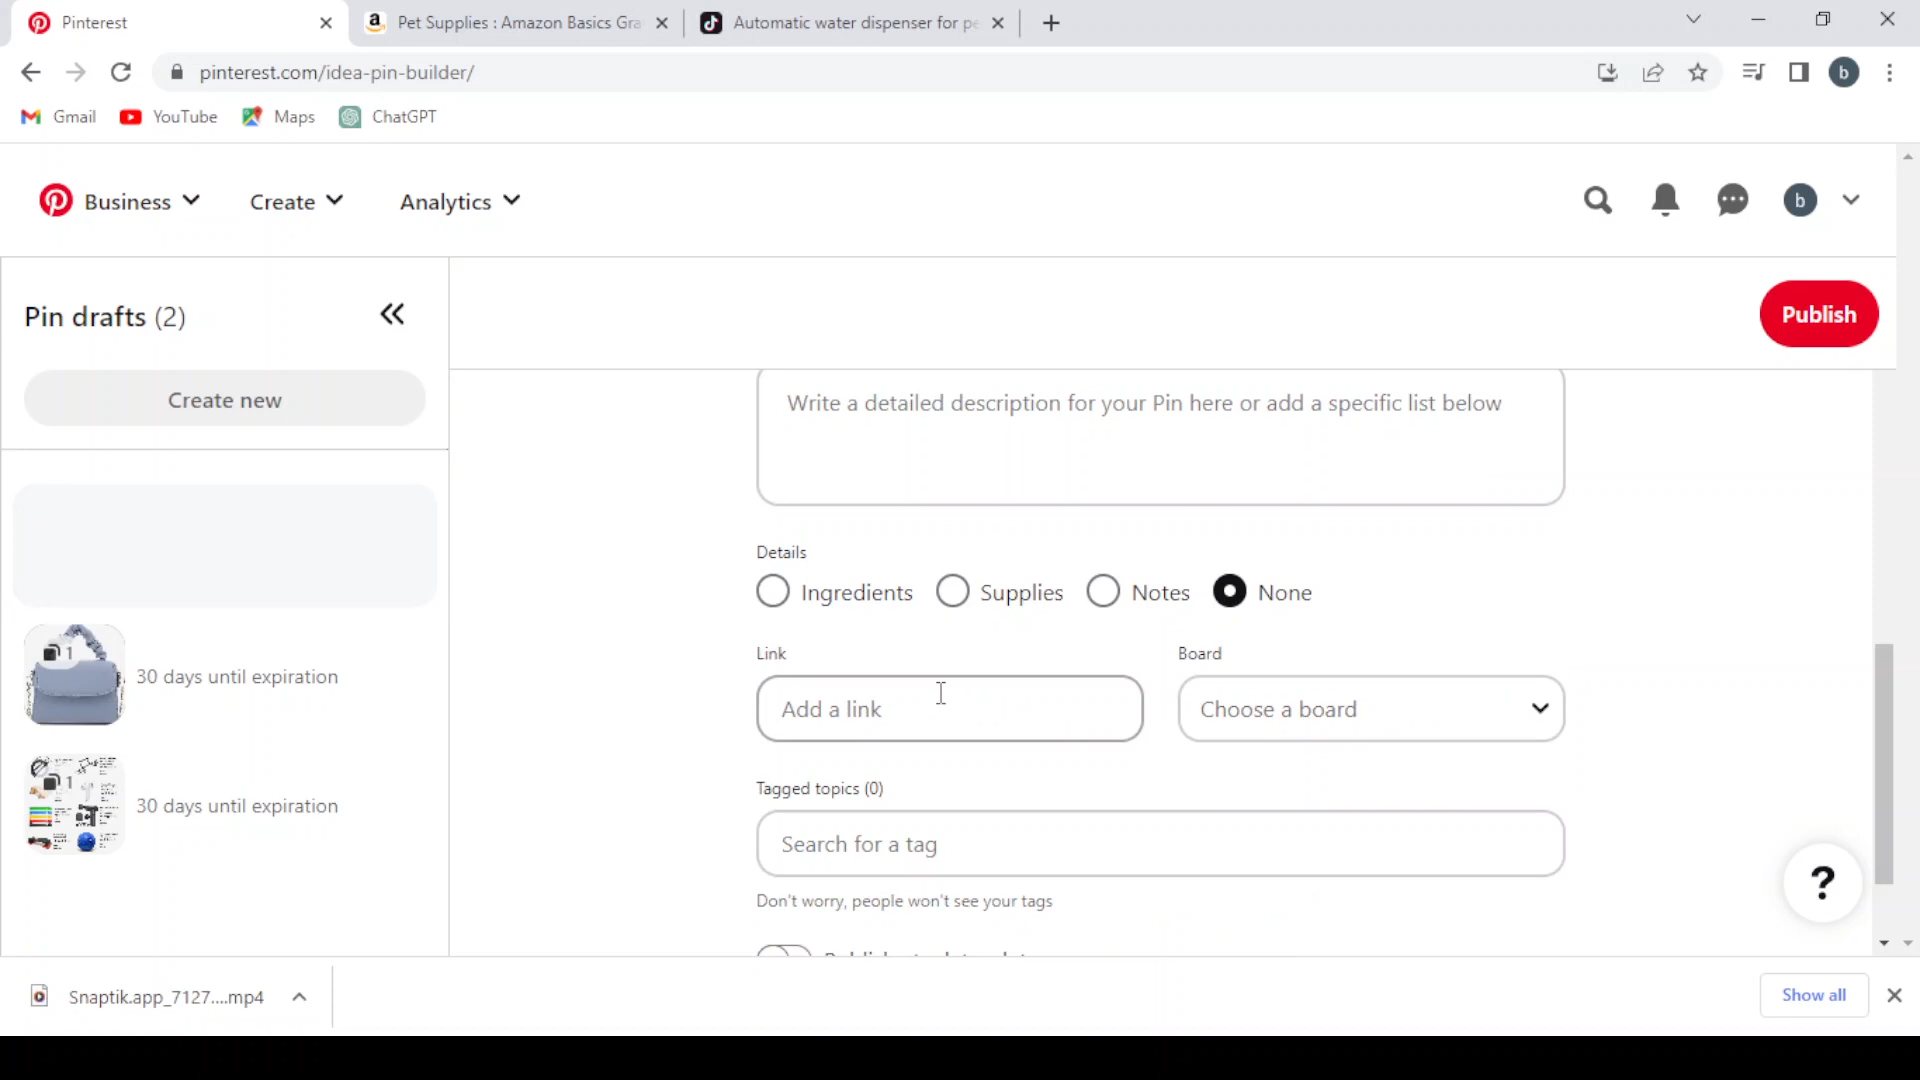 Pinterest
Pet Supplies : Amazon Basics Gra
Automatic water dispenser for pe
pinterest.com/idea-pin-builder/
b
Gmail
YouTube
Maps
ChatGPT
Business
Create
Analytics
b
Pin drafts (2)
Publish
Create new
Write a detailed description for your Pin here or add a specific list below
Details
Ingredients
Supplies
Notes
None
1
30 days until expiration
Link
Board
Add a link
Choose a board
1
30 days until expiration
Tagged topics (0)
Search for a tag
Don't worry, people won't see your tags
?
Snaptik.app_7127....mp4
Show all